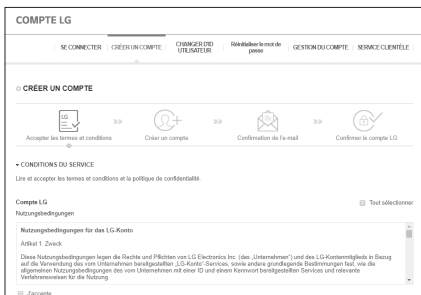 COMPTE LG
SE CONNECTER | CRÉER UN COMPTE | CHANGER D'ID UTILISATEUR | Réinitialiser le mot de passe | GESTION DU COMPTE | SERVICE CLIENTÈLE
CRÉER UN COMPTE
LG
Accepter les termes et conditions
Créer un compte
Confirmation de l'e-mail
Confirmer le compte LG
CONDITIONS DU SERVICE
Lire et accepter les termes et conditions et la politique de confidentialité.
Compte LG
Tout sélectionner
Nutzungsbedingungen
Nutzungsbedingungen für das LG-Konto
Artikel 1. Zweck
Diese Nutzungsbedingungen legen die Rechte und Pflichten von LG Electronics Inc. (das „Unternehmen“) und des LG-Kontenmitglieds in Bezug
auf die Verwendung des vom Unternehmen bereitgestellten „LG-Konto“-Services, sowie andere grundlegende Bestimmungen fest, wie die
allgemeinen Nutzungsbedingungen des vom Unternehmen mit einer ID und einem Kennwort bereitgestellten Services und relevante
Verfahrensweisen für die Nutzung.
J'accepte